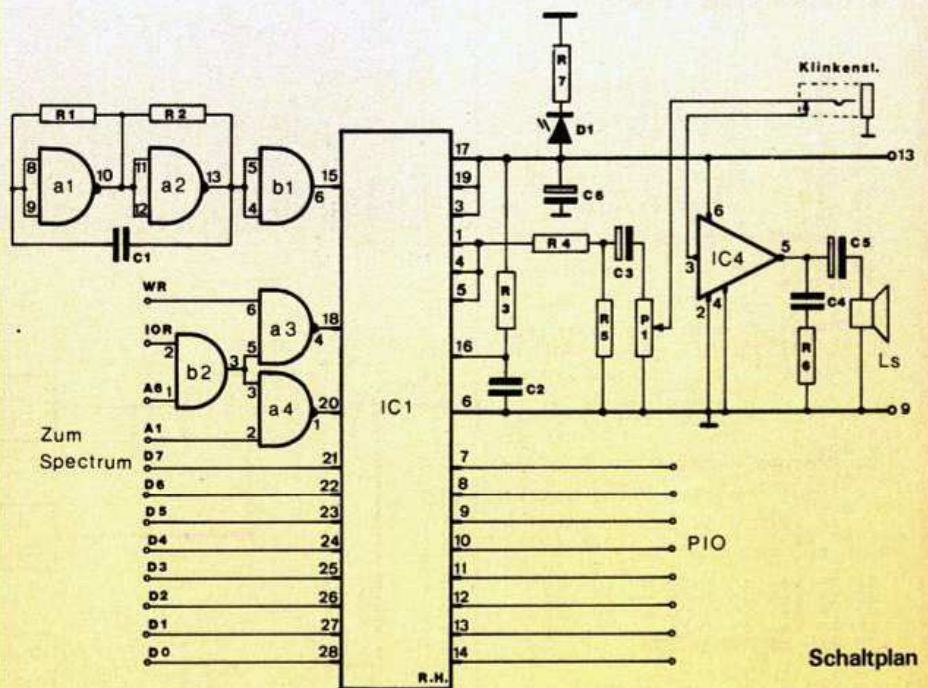 Klinkenst.
R7
D1
R1
R2
8
9
a1
10
11
12
a2
13
5
4
b1
15
6
C1
17
19
3
1
4
5
16
6
C6
R4
C3
R3
R5
P1
C2
13
6
3
IC4
5
2
4
C5
C4
R6
Ls
9
WR
6
a3
18
4
IOR
2
b2
3
5
3
A6
1
a4
20
1
A1
2
IC1
Zum
Spectrum
D7
21
7
D6
22
8
D5
23
9
D4
24
10
PIO
D3
25
11
D2
26
12
D1
27
13
D0
28
14
R.H.
Schaltplan